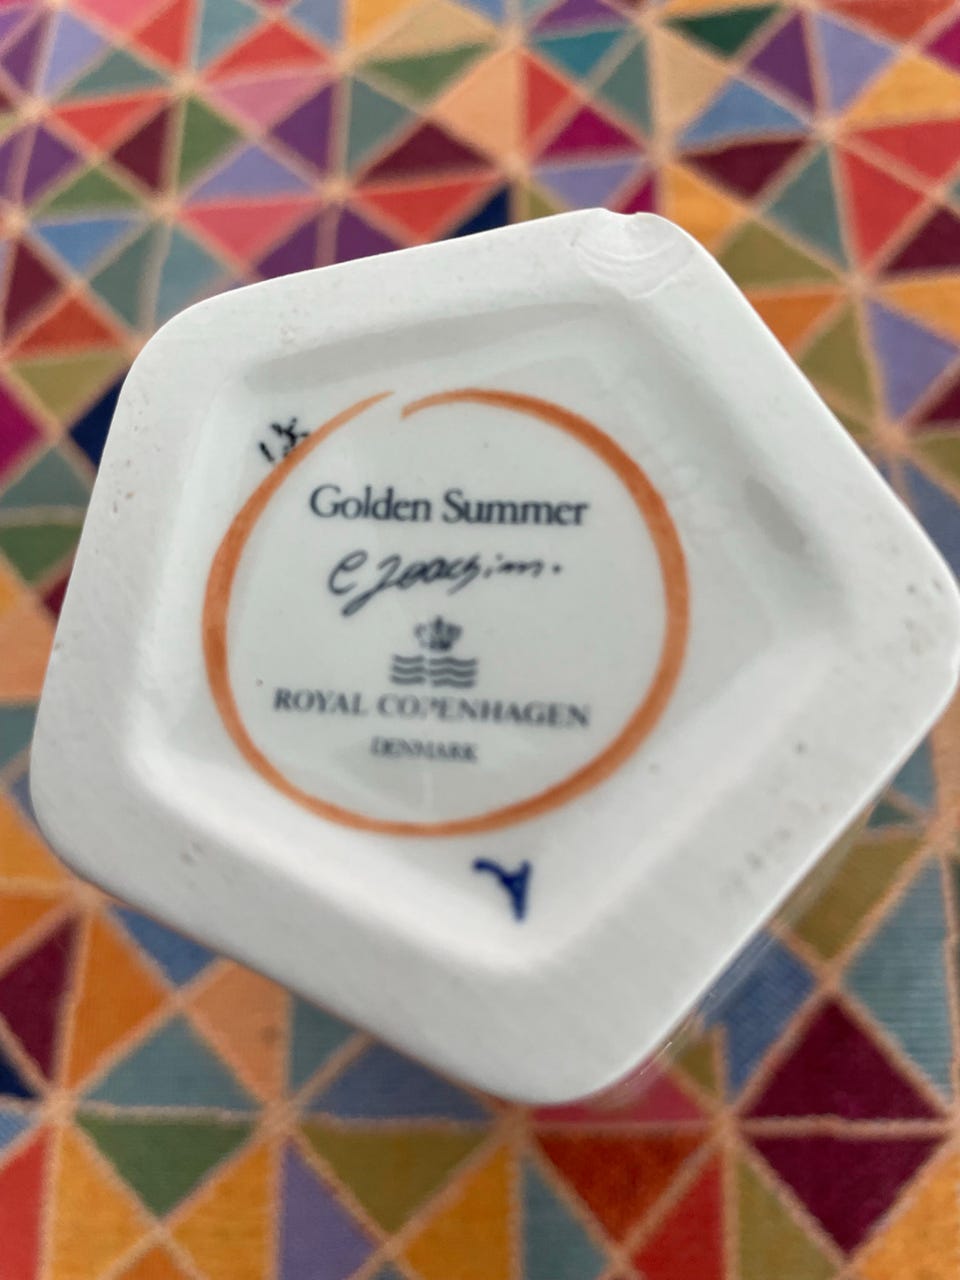 Golden Summer
C Joachim.
ROYAL COPENHAGEN
DENMARK